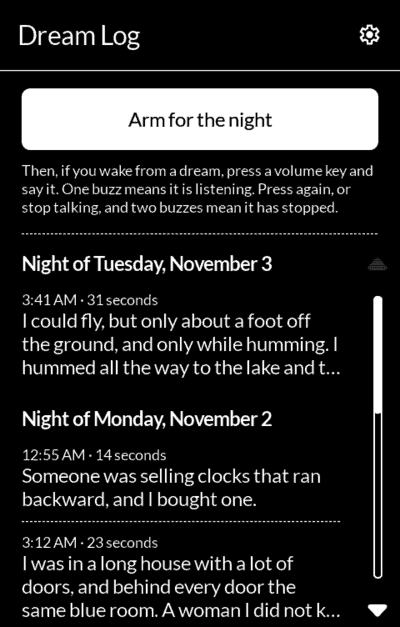 Dream Log
Arm for the night
Then, if you wake from a dream, press a volume key and
say it. One buzz means it is listening. Press again, or
stop talking, and two buzzes mean it has stopped.
Night of Tuesday, November 3
3:41 AM · 31 seconds
I could fly, but only about a foot off
the ground, and only while humming. I
hummed all the way to the lake and t...
Night of Monday, November 2
12:55 AM · 14 seconds
Someone was selling clocks that ran
backward, and I bought one.
3:12 AM · 23 seconds
I was in a long house with a lot of
doors, and behind every door the
same blue room. A woman I did not k...